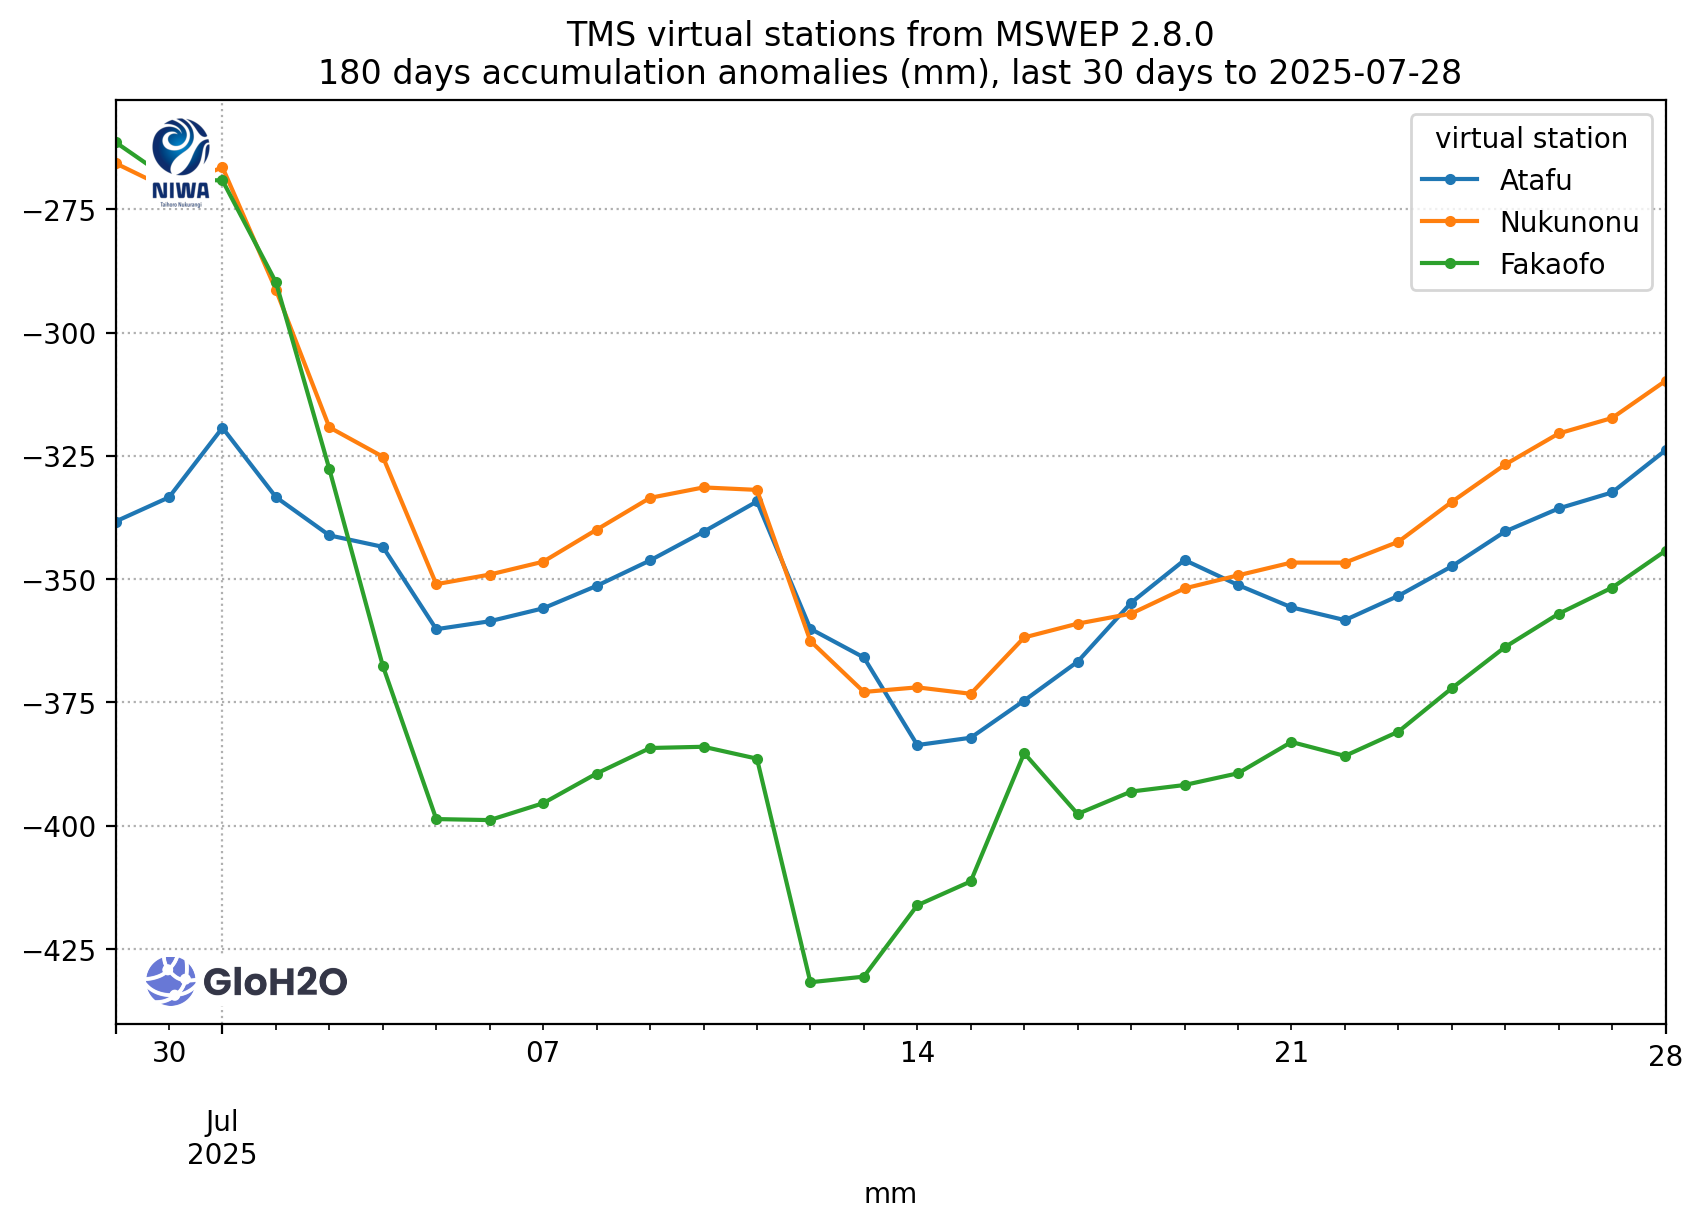 TMS virtual stations from MSWEP 2.8.0
180 days accumulation anomalies (mm), last 30 days to 2025-07-28
NIWA
Taihoro Nukurangi
virtual station
Atafu
Nukunonu
Fakaofo
−275
−300
−325
−350
−375
−400
−425
GloH2O
30
07
14
21
28
Jul
2025
mm